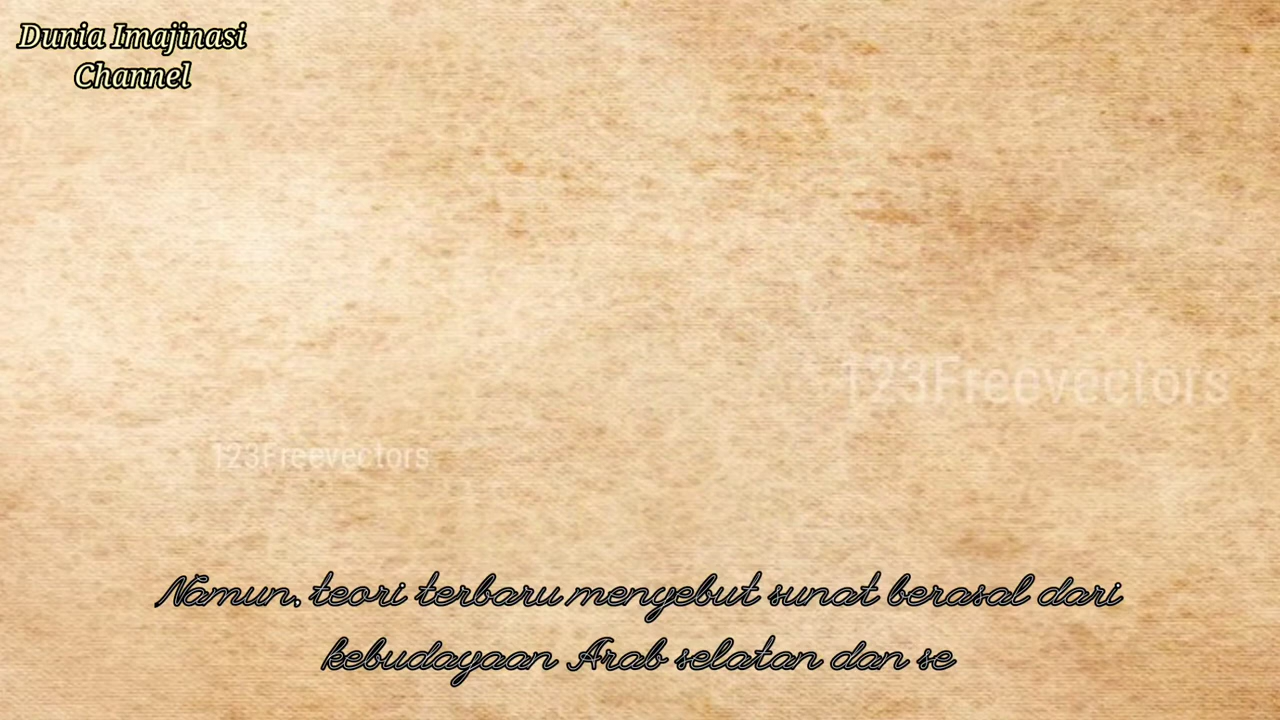 Dunia Imajinasi
Channel
123Freevectors
123Freevectors
Namun, teori terbaru menyebut sunat berasal dari
kebudayaan Arab selatan dan se